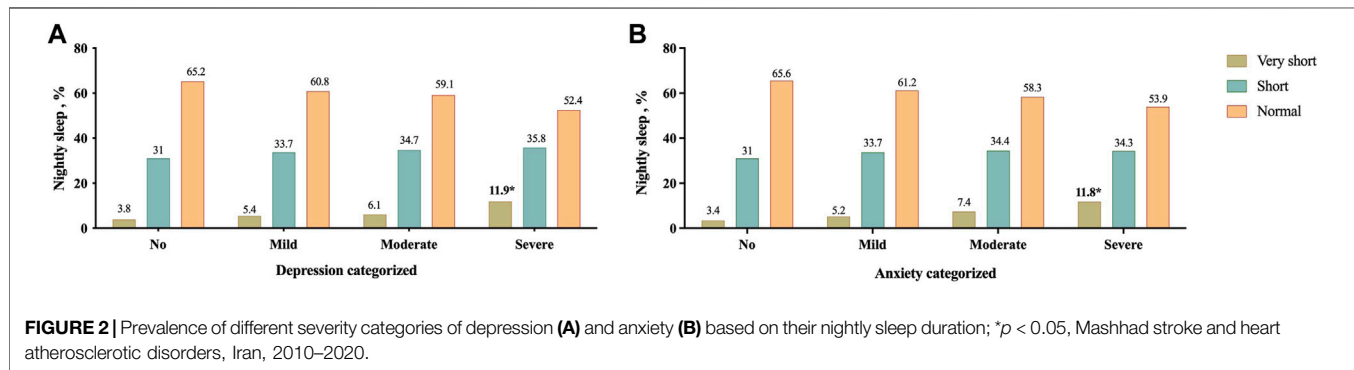 A
80
60
40
20
0
Nightly sleep , %
3.8
31
65.2
5.4
33.7
60.8
6.1
34.7
59.1
11.9*
35.8
52.4
No
Mild
Moderate
Severe
Depression categorized
B
80
60
40
20
0
Nightly sleep , %
3.4
31
65.6
5.2
33.7
61.2
7.4
34.4
58.3
11.8*
34.3
53.9
No
Mild
Moderate
Severe
Anxiety categorized
Very short
Short
Normal
FIGURE 2 | Prevalence of different severity categories of depression (A) and anxiety (B) based on their nightly sleep duration; *p < 0.05, Mashhad stroke and heart
atherosclerotic disorders, Iran, 2010–2020.